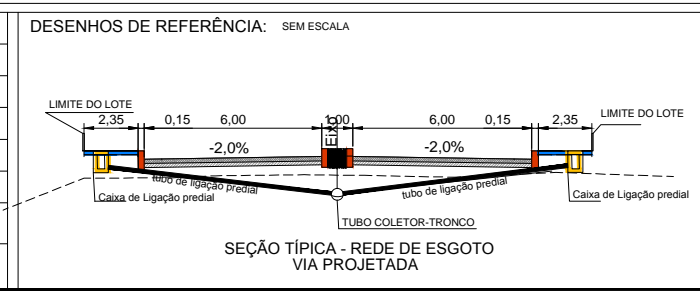 DESENHOS DE REFERÊNCIA: SEM ESCALA
LIMITE DO LOTE
LIMITE DO LOTE
2,35 0,15 6,00 1,00 6,00 0,15 2,35
Eixo
-2,0% -2,0%
tubo de ligação predial
tubo de ligação predial
Caixa de Ligação predial
Caixa de Ligação predial
TUBO COLETOR-TRONCO
SEÇÃO TÍPICA - REDE DE ESGOTO
VIA PROJETADA